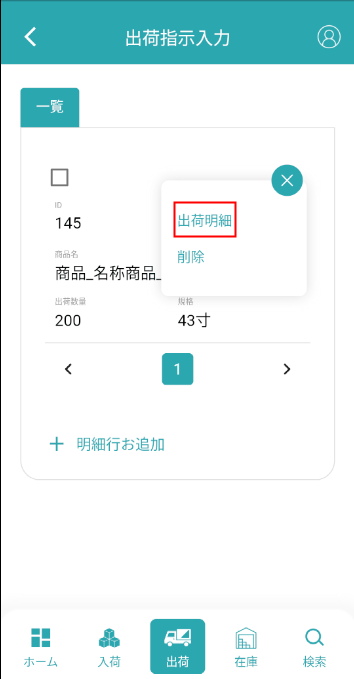 出荷指示入力
一覧
ID
145
出荷明細
削除
商品名
商品_名称商品_
出荷数量
規格
200
43寸
1
明細行お追加
ホーム
入荷
出荷
在庫
検索